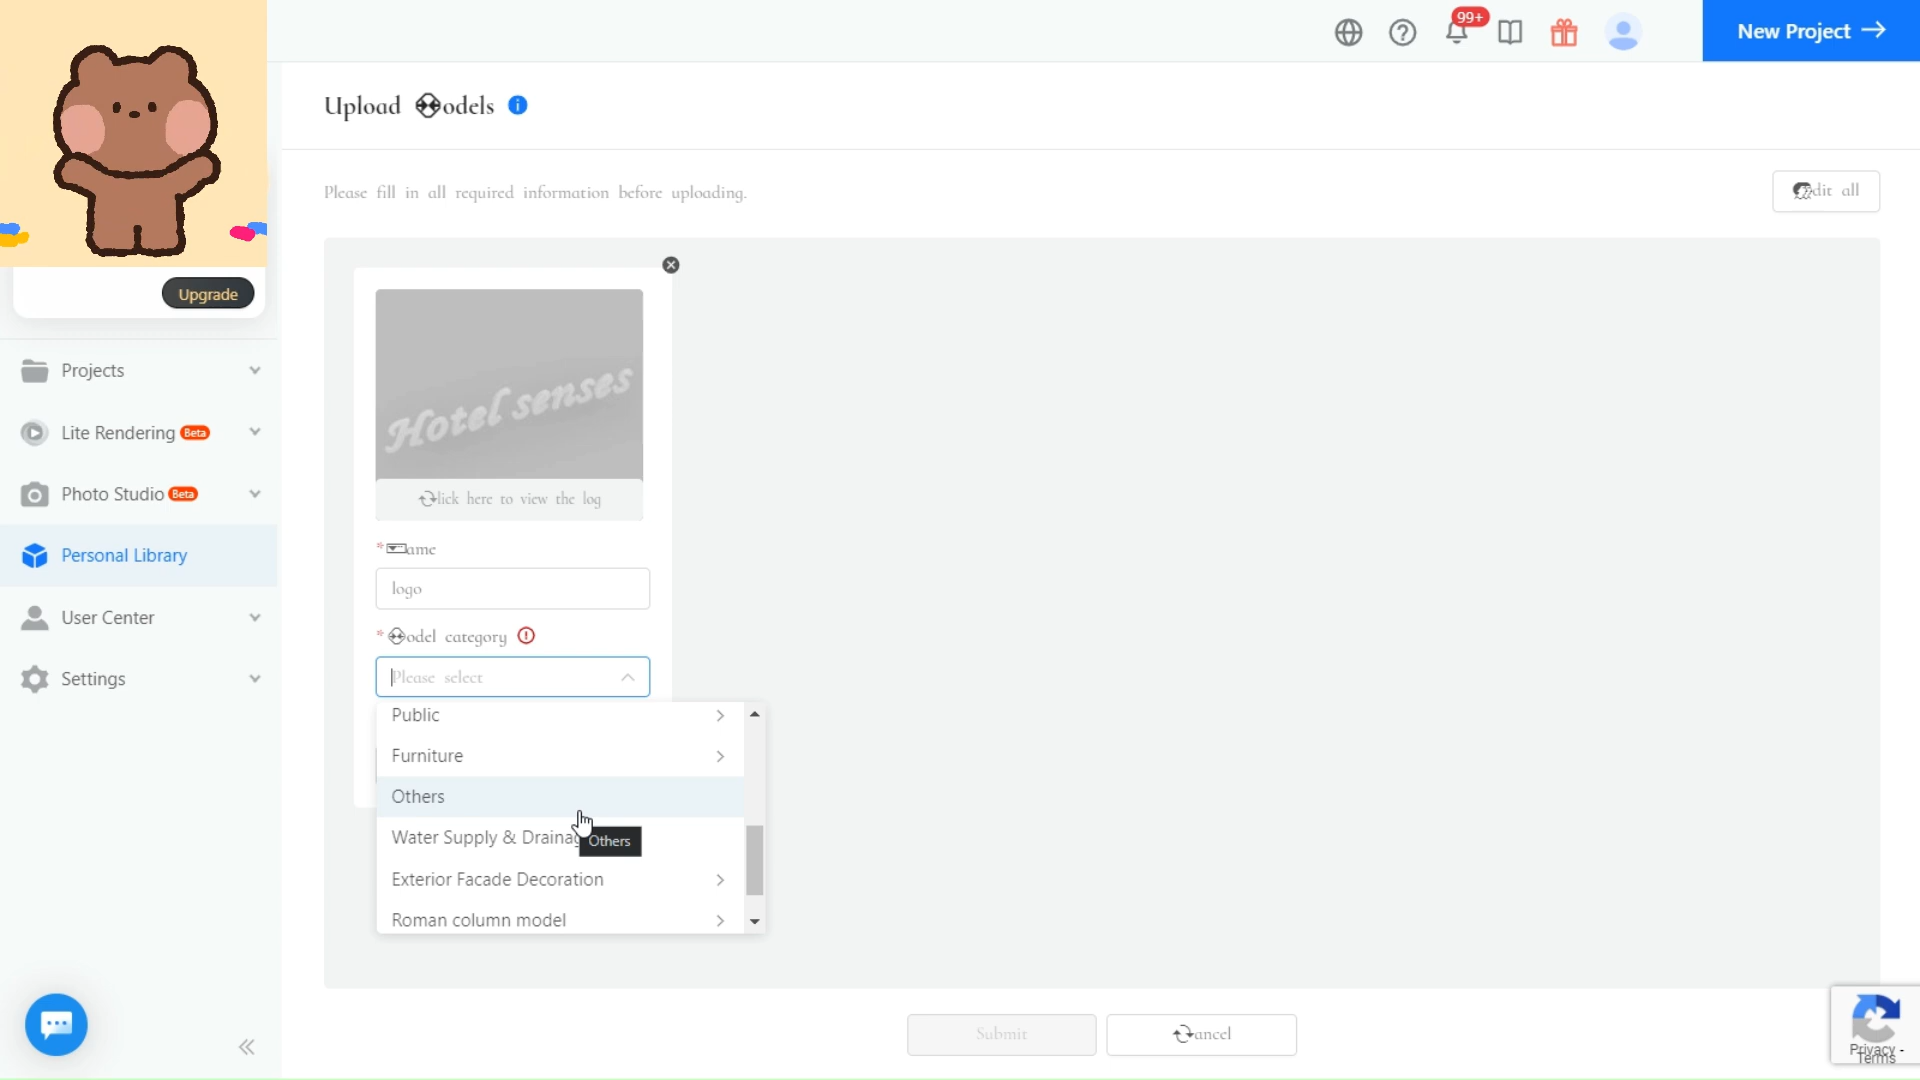 99+
New Project
Upload odels
Please fill in all required information before uploading.
dit all
Upgrade
Projects
Lite Rendering Beta
Photo Studio Beta
Personal Library
User Center
Settings
Hotel senses
lick here to view the log
* ame
logo
* odel category
Please select
Public
Furniture
Others
Water Supply & Drainag
Others
Exterior Facade Decoration
Roman column model
Submit
ancel
Privacy -
Terms